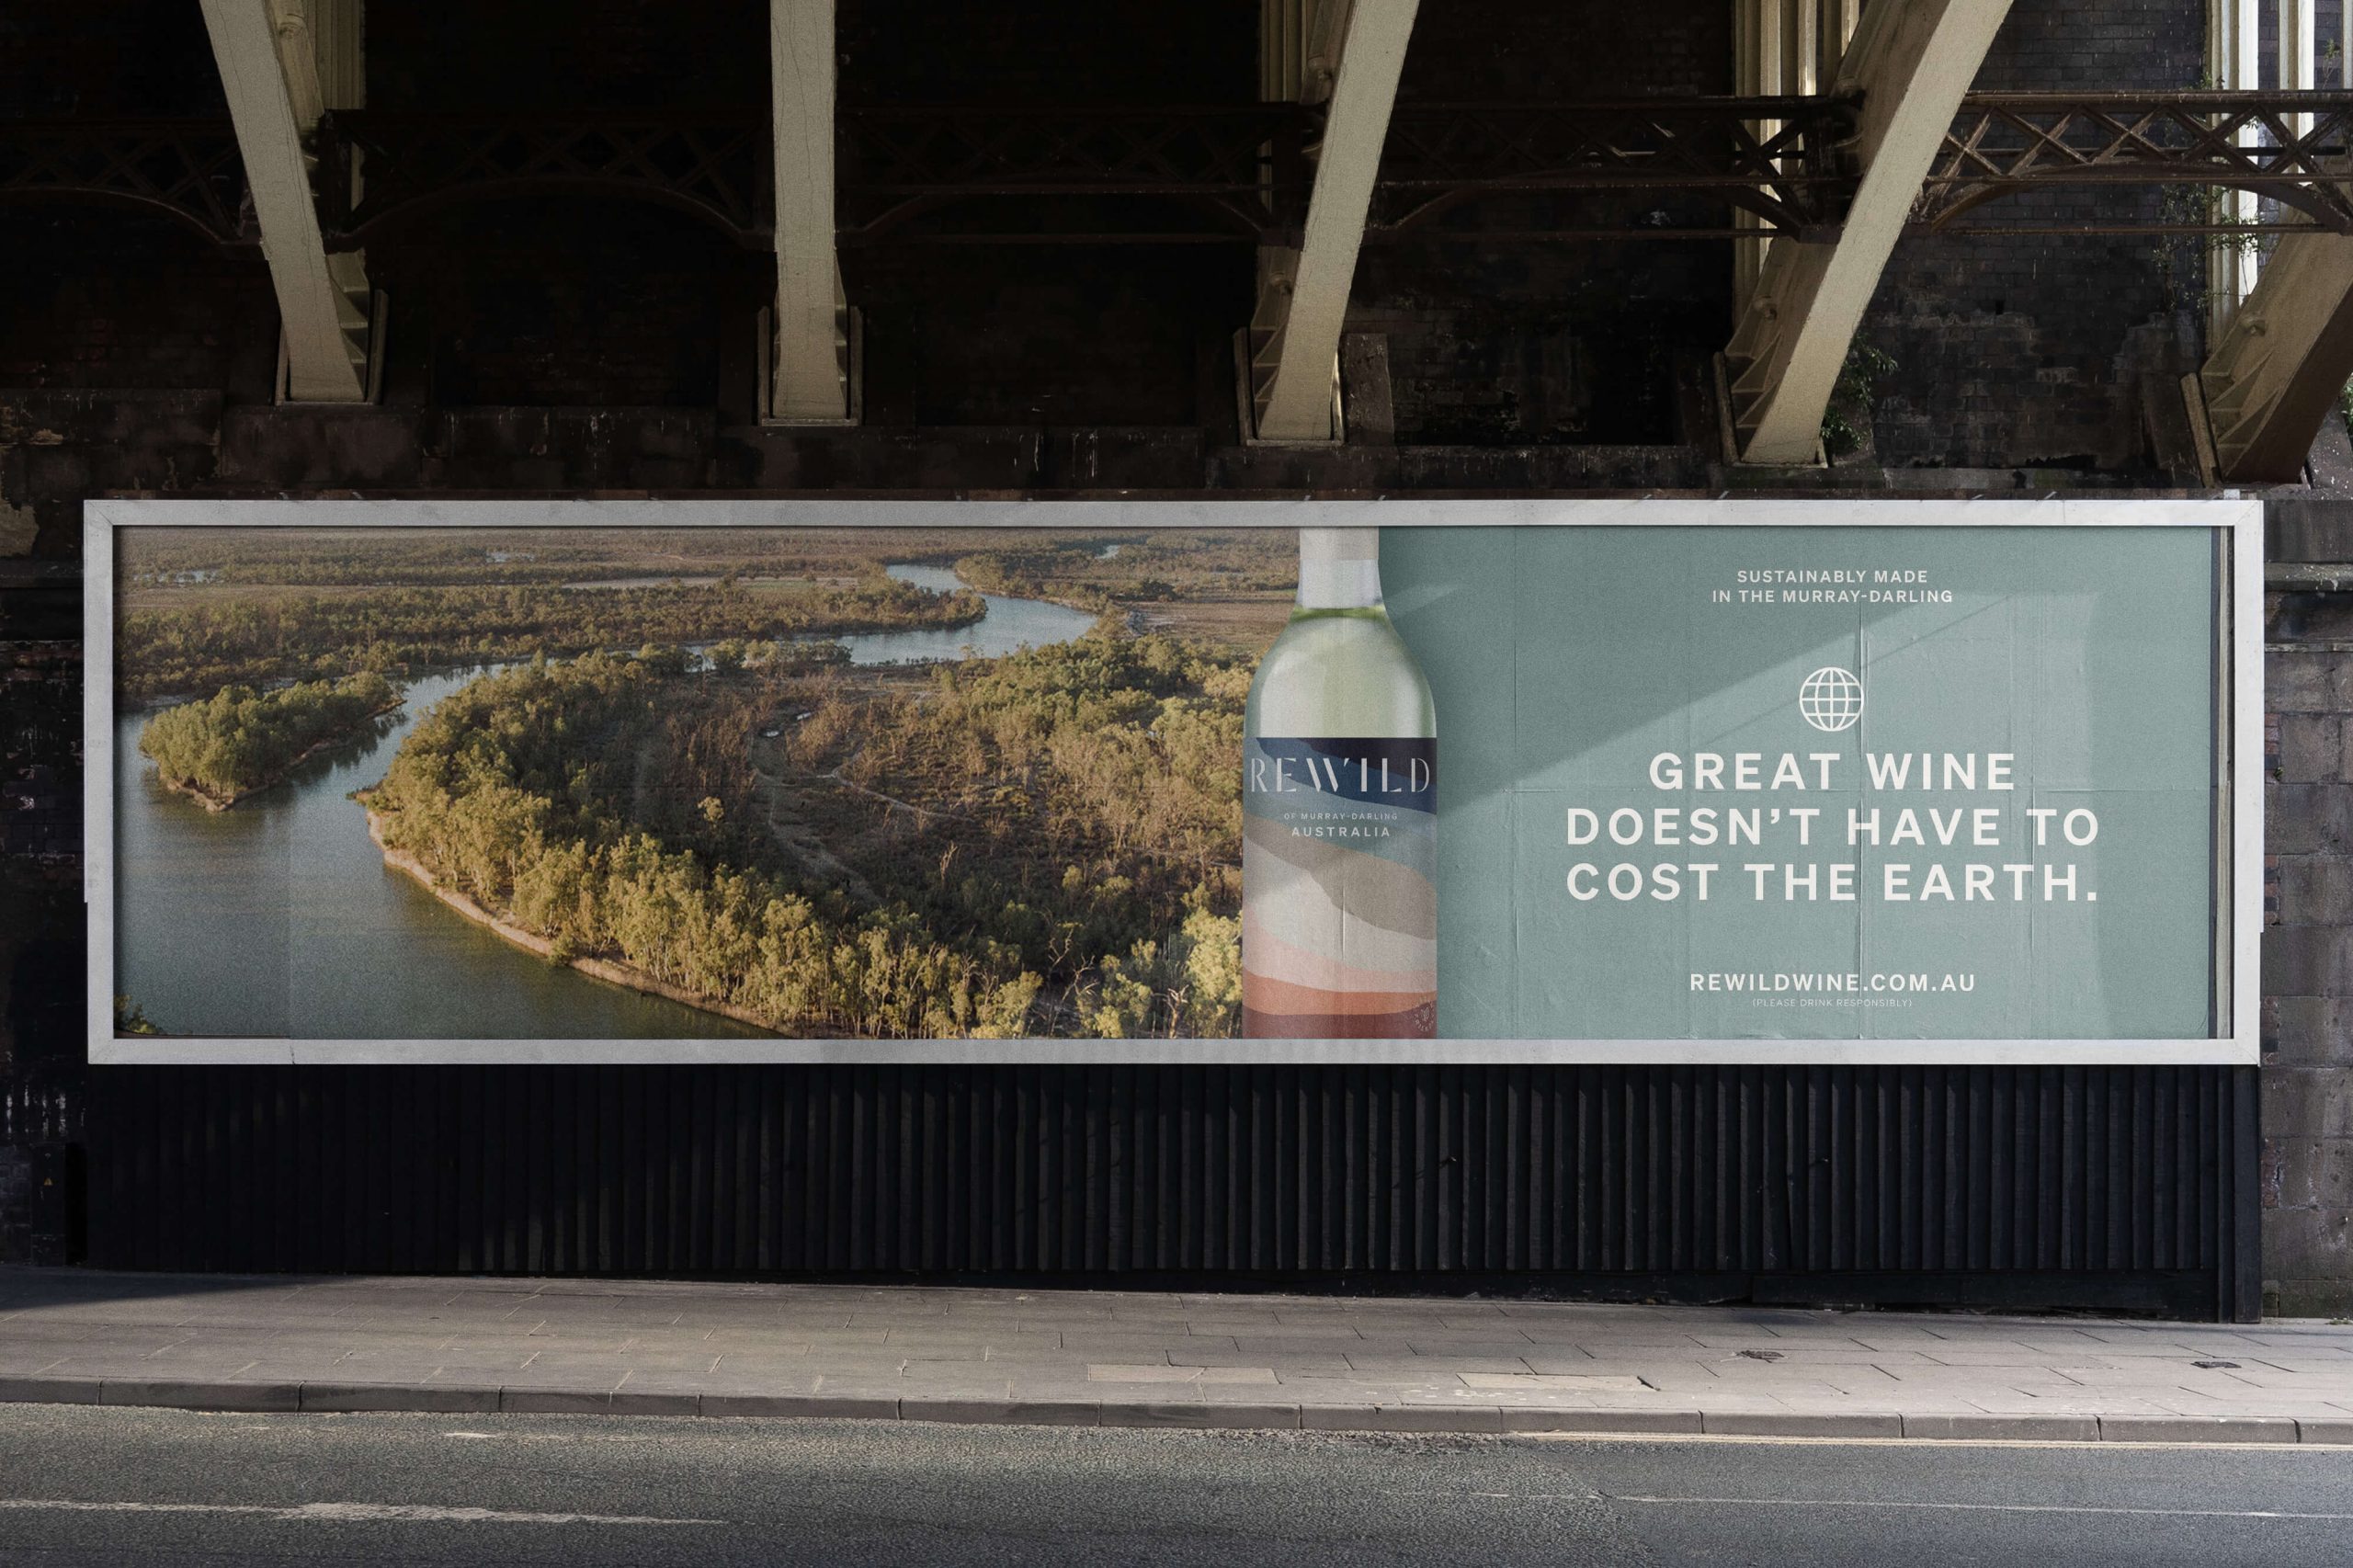 REWILD
OF MURRAY-DARLING
AUSTRALIA
SUSTAINABLY MADE
IN THE MURRAY-DARLING
GREAT WINE
DOESN'T HAVE TO
COST THE EARTH.
REWILDWINE.COM.AU
(PLEASE DRINK RESPONSIBLY)